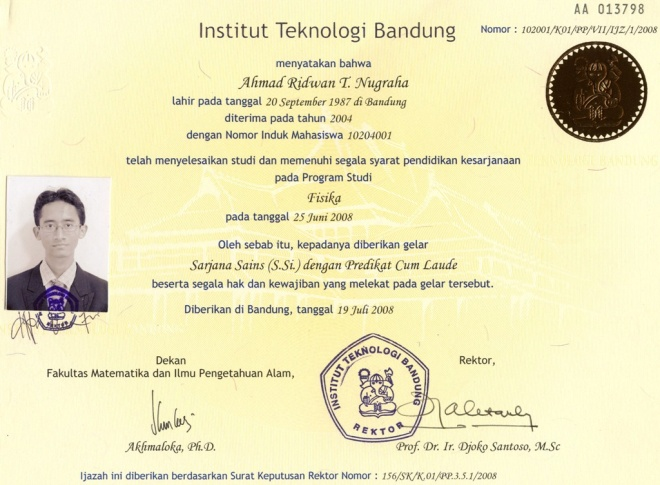 AA 013798
Institut Teknologi Bandung
Nomor : 102001/K01/PP/VII/IJZ/1/2008
menyatakan bahwa
Ahmad Ridwan T. Nugraha
lahir pada tanggal 20 September 1987 di Bandung
diterima pada tahun 2004
dengan Nomor Induk Mahasiswa 10204001
TEKNOLOGI BANDUNG
telah menyelesaikan studi dan memenuhi segala syarat pendidikan kesarjanaan
pada Program Studi
Fisika
pada tanggal 25 Juni 2008
Oleh sebab itu, kepadanya diberikan gelar
Sarjana Sains (S.Si.) dengan Predikat Cum Laude
beserta segala hak dan kewajiban yang melekat pada gelar tersebut.
Diberikan di Bandung, tanggal 19 Juli 2008
Dekan
Fakultas Matematika dan Ilmu Pengetahuan Alam,
Rektor,
INSTITUT TEKNOLOGI BANDUNG
REKTOR
Akhmaloka, Ph.D.
Prof. Dr. Ir. Djoko Santoso, M.Sc
Ijazah ini diberikan berdasarkan Surat Keputusan Rektor Nomor : 156/SK/K.01/PP.3.5.1/2008